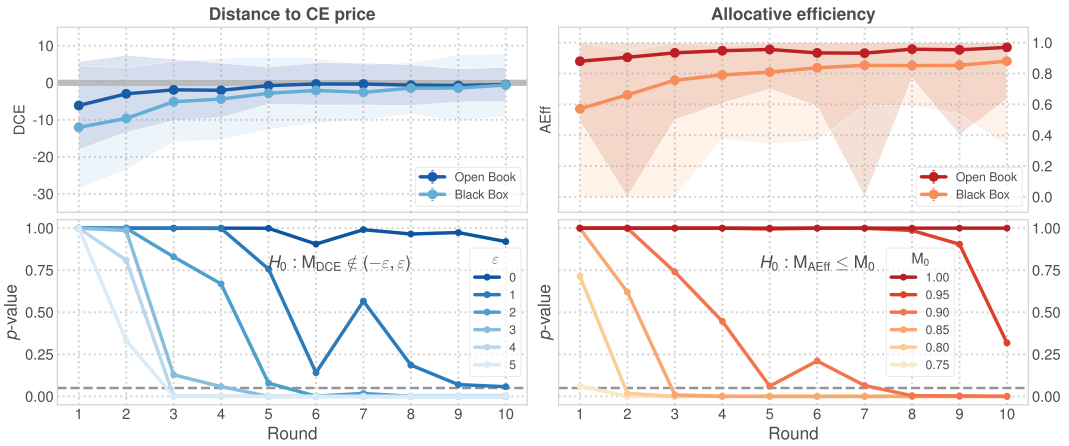 Distance to CE price
Allocative efficiency
DCE
10
0
-10
-20
-30
Open Book
Black Box
AEff
1.0
0.8
0.6
0.4
0.2
0.0
Open Book
Black Box
p-value
1.00
0.75
0.50
0.25
0.00
H₀ : M_DCE ∉ (−ε, ε)
ε
0
1
2
3
4
5
1 2 3 4 5 6 7 8 9 10
Round
p-value
H₀ : M_AEff ≤ M₀
M₀
1.00
0.95
0.90
0.85
0.80
0.75
1.00
0.75
0.50
0.25
0.00
1 2 3 4 5 6 7 8 9 10
Round